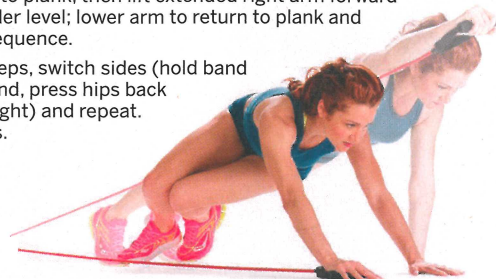 to plank, then lift extended right arm forward
der level; lower arm to return to plank and
equence.
eps, switch sides (hold band
nd, press hips back
ght) and repeat.
s.